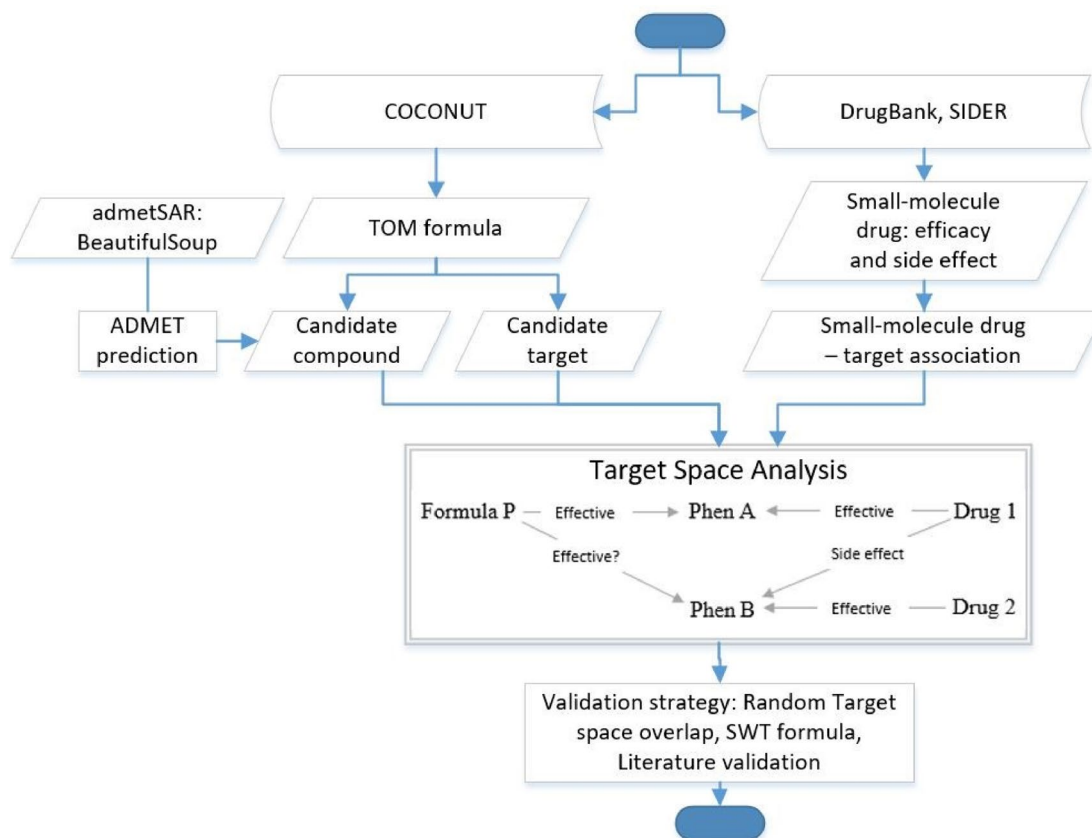 COCONUT
DrugBank, SIDER
admetSAR:
BeautifulSoup
TOM formula
Small-molecule
drug: efficacy
and side effect
ADMET
prediction
Candidate
compound
Candidate
target
Small-molecule drug
– target association
Target Space Analysis
Formula P Effective Phen A Effective Drug 1
Effective? Side effect
Phen B Effective Drug 2
Validation strategy: Random Target
space overlap, SWT formula,
Literature validation